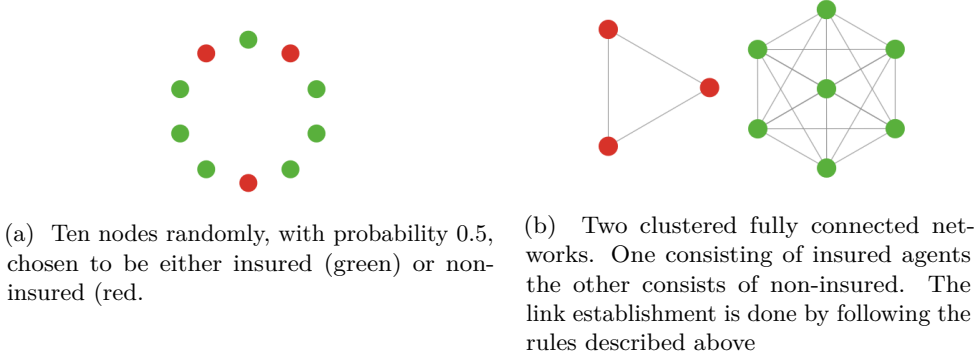 (a) Ten nodes randomly, with probability 0.5,
chosen to be either insured (green) or non-
insured (red.
(b) Two clustered fully connected net-
works. One consisting of insured agents
the other consists of non-insured. The
link establishment is done by following the
rules described above